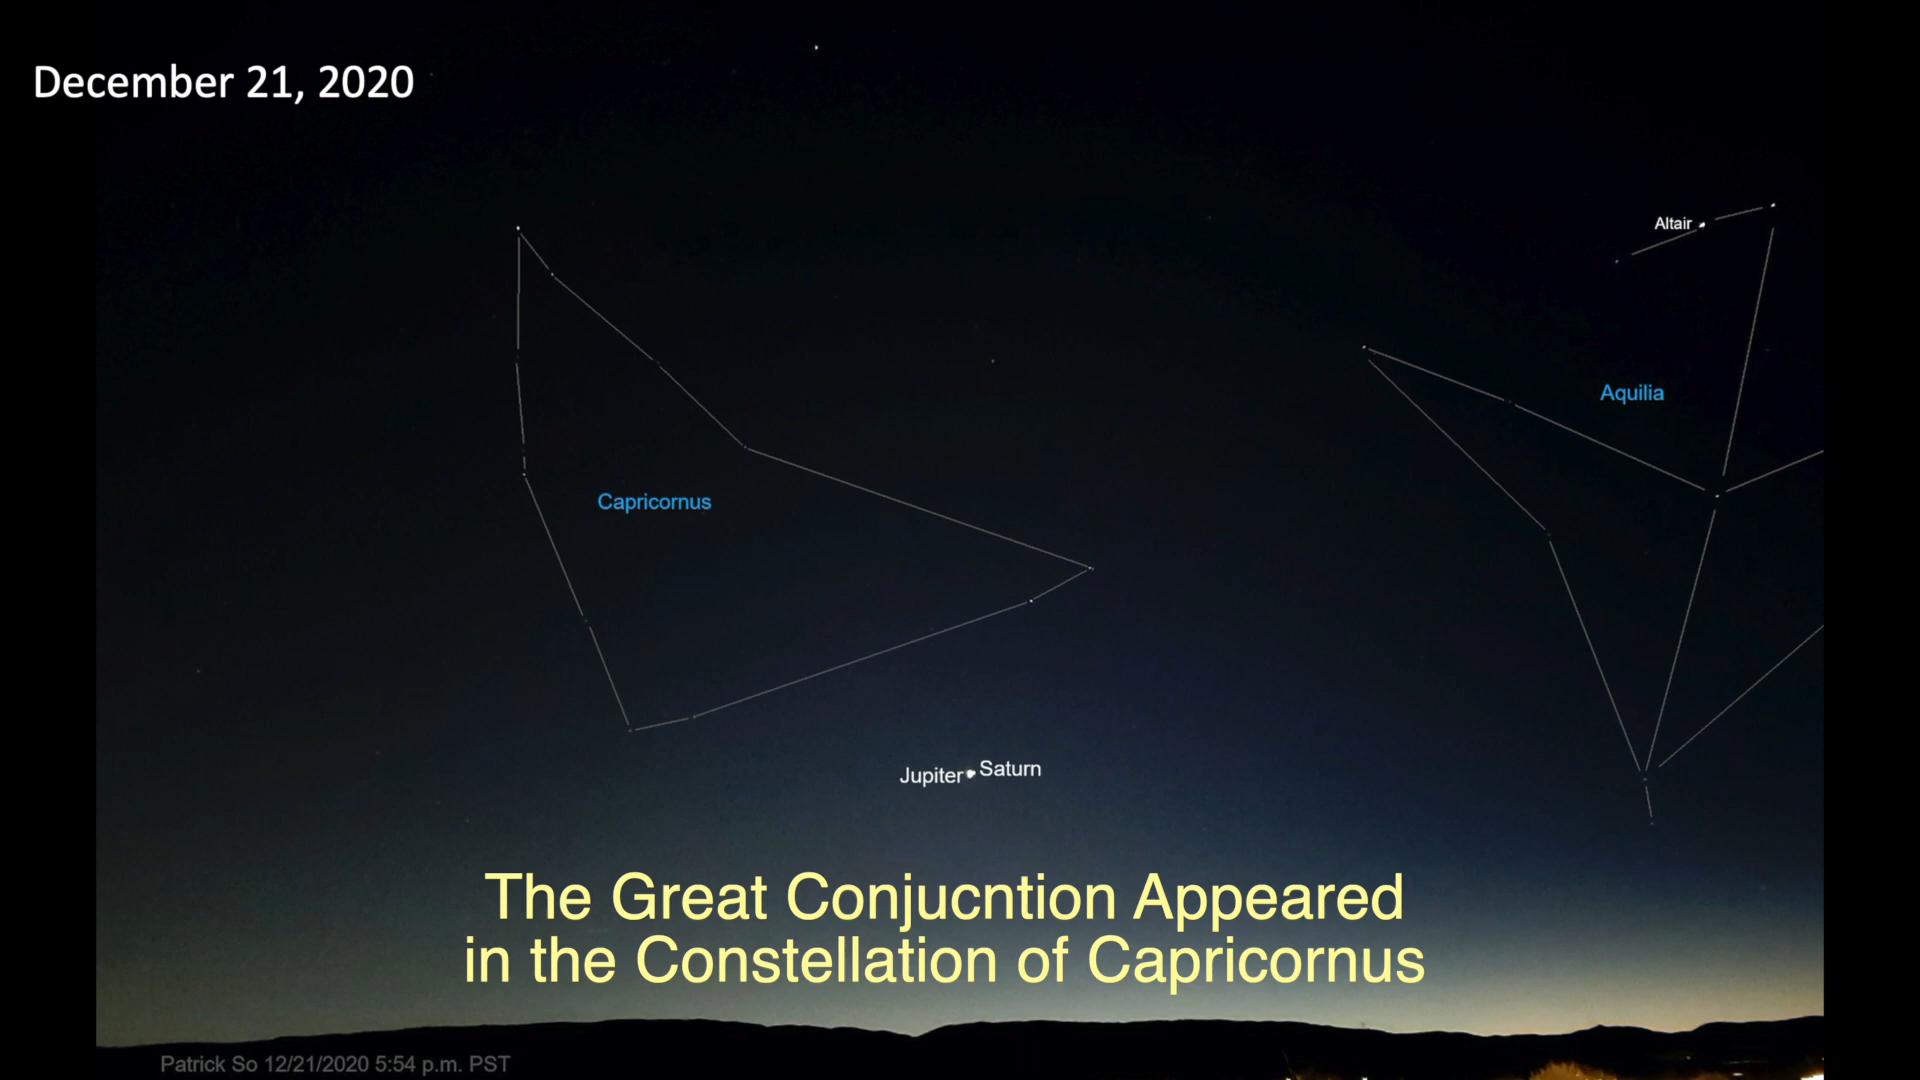 December 21, 2020
Altair
Aquilia
Capricornus
Jupiter Saturn
The Great Conjucntion Appeared
in the Constellation of Capricornus
Patrick So 12/21/2020 5:54 p.m. PST